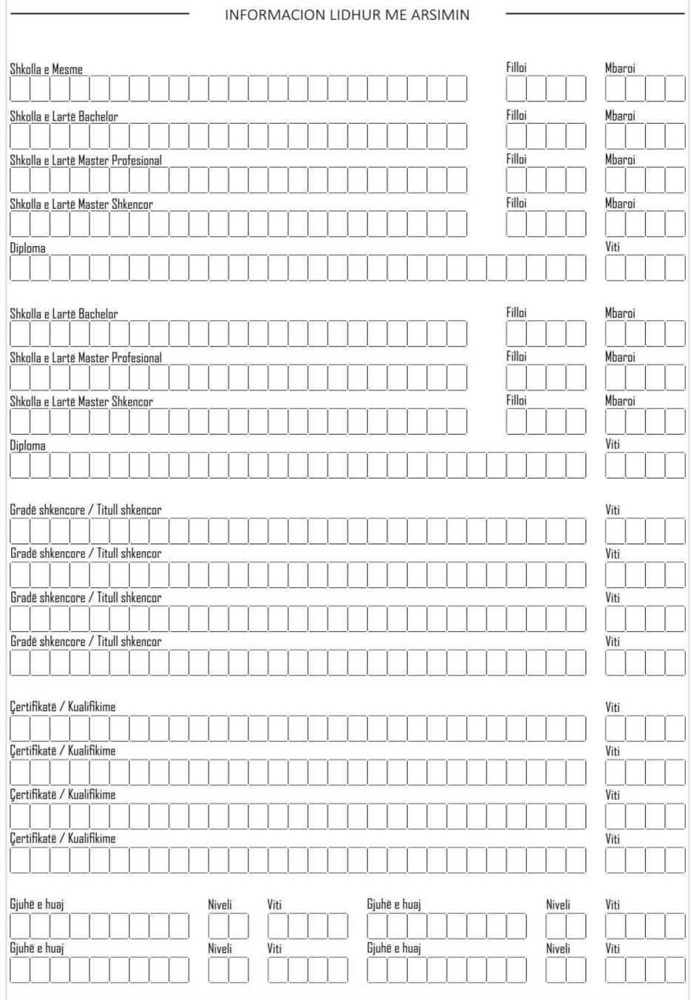 INFORMACION LIDHUR ME ARSIMIN
Shkolla e Mesme Filloi Mbaroi
Shkolla e Lartë Bachelor Filloi Mbaroi
Shkolla e Lartë Master Profesional Filloi Mbaroi
Shkolla e Lartë Master Shkencor Filloi Mbaroi
Diploma Viti
Shkolla e Lartë Bachelor Filloi Mbaroi
Shkolla e Lartë Master Profesional Filloi Mbaroi
Shkolla e Lartë Master Shkencor Filloi Mbaroi
Diploma Viti
Gradë shkencore / Titull shkencor Viti
Gradë shkencore / Titull shkencor Viti
Gradë shkencore / Titull shkencor Viti
Gradë shkencore / Titull shkencor Viti
Çertifikatë / Kualifikime Viti
Çertifikatë / Kualifikime Viti
Çertifikatë / Kualifikime Viti
Çertifikatë / Kualifikime Viti
Gjuhë e huaj Niveli Viti Gjuhë e huaj Niveli Viti
Gjuhë e huaj Niveli Viti Gjuhë e huaj Niveli Viti